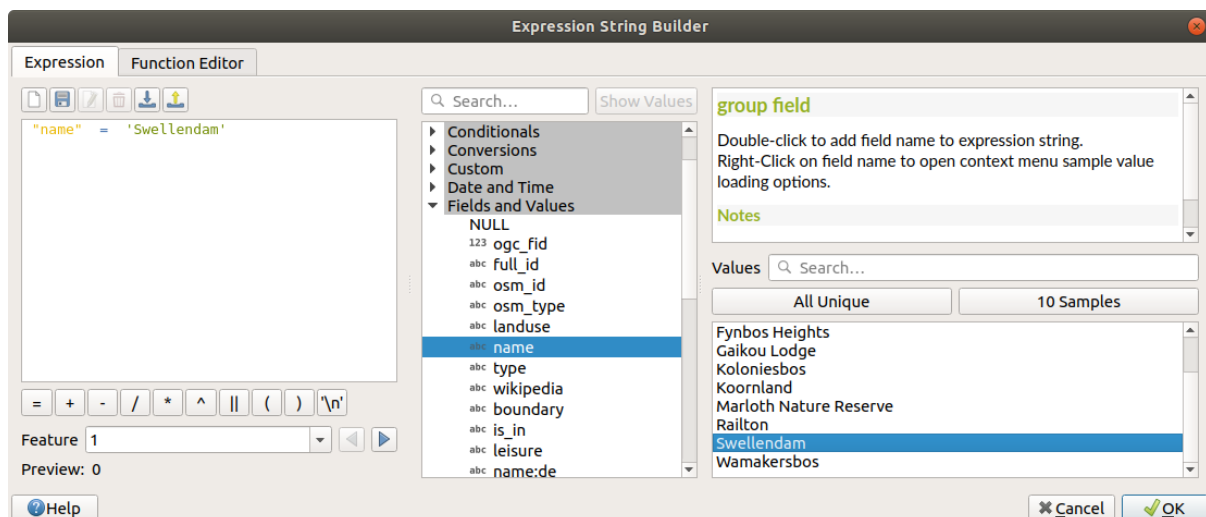 Expression String Builder
Expression
Function Editor
"name" = 'Swellendam'
= + - / * ^ || ( ) '\n'
Feature 1
Preview: 0
Search...
Show Values
Conditionals
Conversions
Custom
Date and Time
Fields and Values
NULL
123 ogc_fid
abc full_id
abc osm_id
abc osm_type
abc landuse
abc name
abc type
abc wikipedia
abc boundary
abc is_in
abc leisure
abc name:de
group field
Double-click to add field name to expression string.
Right-Click on field name to open context menu sample value
loading options.
Notes
Values Search...
All Unique
10 Samples
Fynbos Heights
Gaikou Lodge
Koloniesbos
Koornland
Marloth Nature Reserve
Railton
Swellendam
Wamakersbos
Help
Cancel
OK